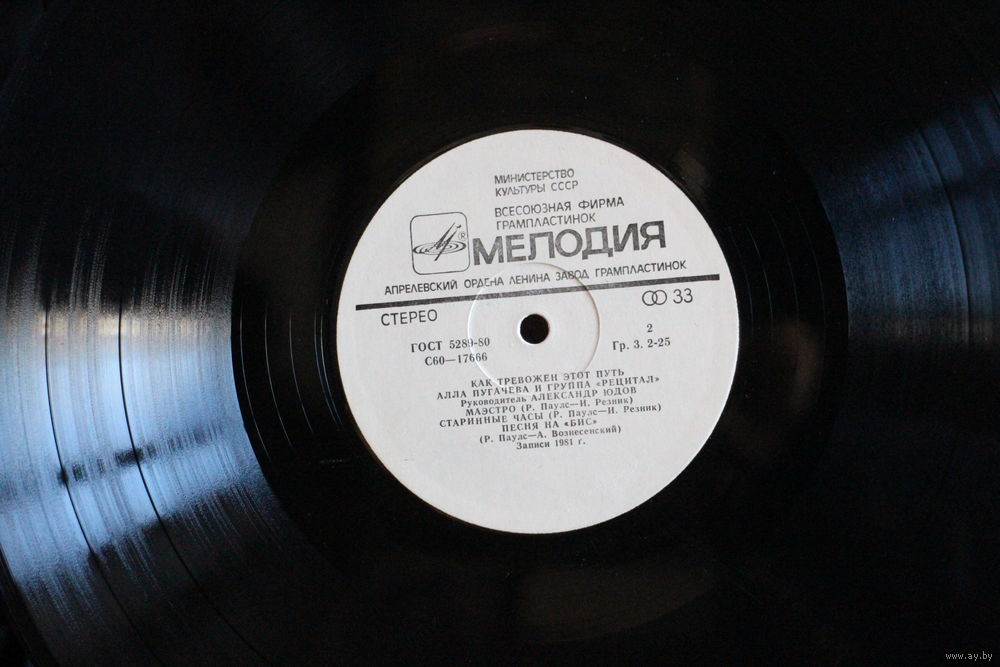 МИНИСТЕРСТВО
КУЛЬТУРЫ СССР
ВСЕСОЮЗНАЯ ФИРМА
ГРАМПЛАСТИНОК
®
МЕЛОДИЯ
АПРЕЛЕВСКИЙ ОРДЕНА ЛЕНИНА ЗАВОД ГРАМПЛАСТИНОК
СТЕРЕО
33
ГОСТ 5289-80
2
С60—17666
Гр. 3. 2-25
КАК ТРЕВОЖЕН ЭТОТ ПУТЬ
АЛЛА ПУГАЧЕВА И ГРУППА «РЕЦИТАЛ»
Руководитель АЛЕКСАНДР ЮДОВ
МАЭСТРО (Р. Паулс—И. Резник)
СТАРИННЫЕ ЧАСЫ (Р. Паулс—И. Резник)
ПЕСНЯ НА «БИС»
(Р. Паулс—А. Вознесенский)
Записи 1981 г.
www.ay.by